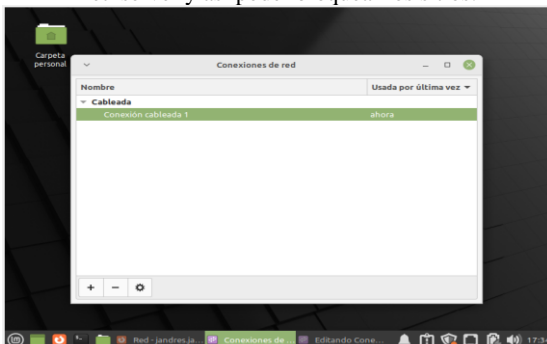 Carpeta
personal
Conexiones de red
Nombre
Usada por última vez
Cableada
Conexión cableada 1
ahora
Red - jandres.ja...
Conexiones de ...
Editando Cone...
17:3